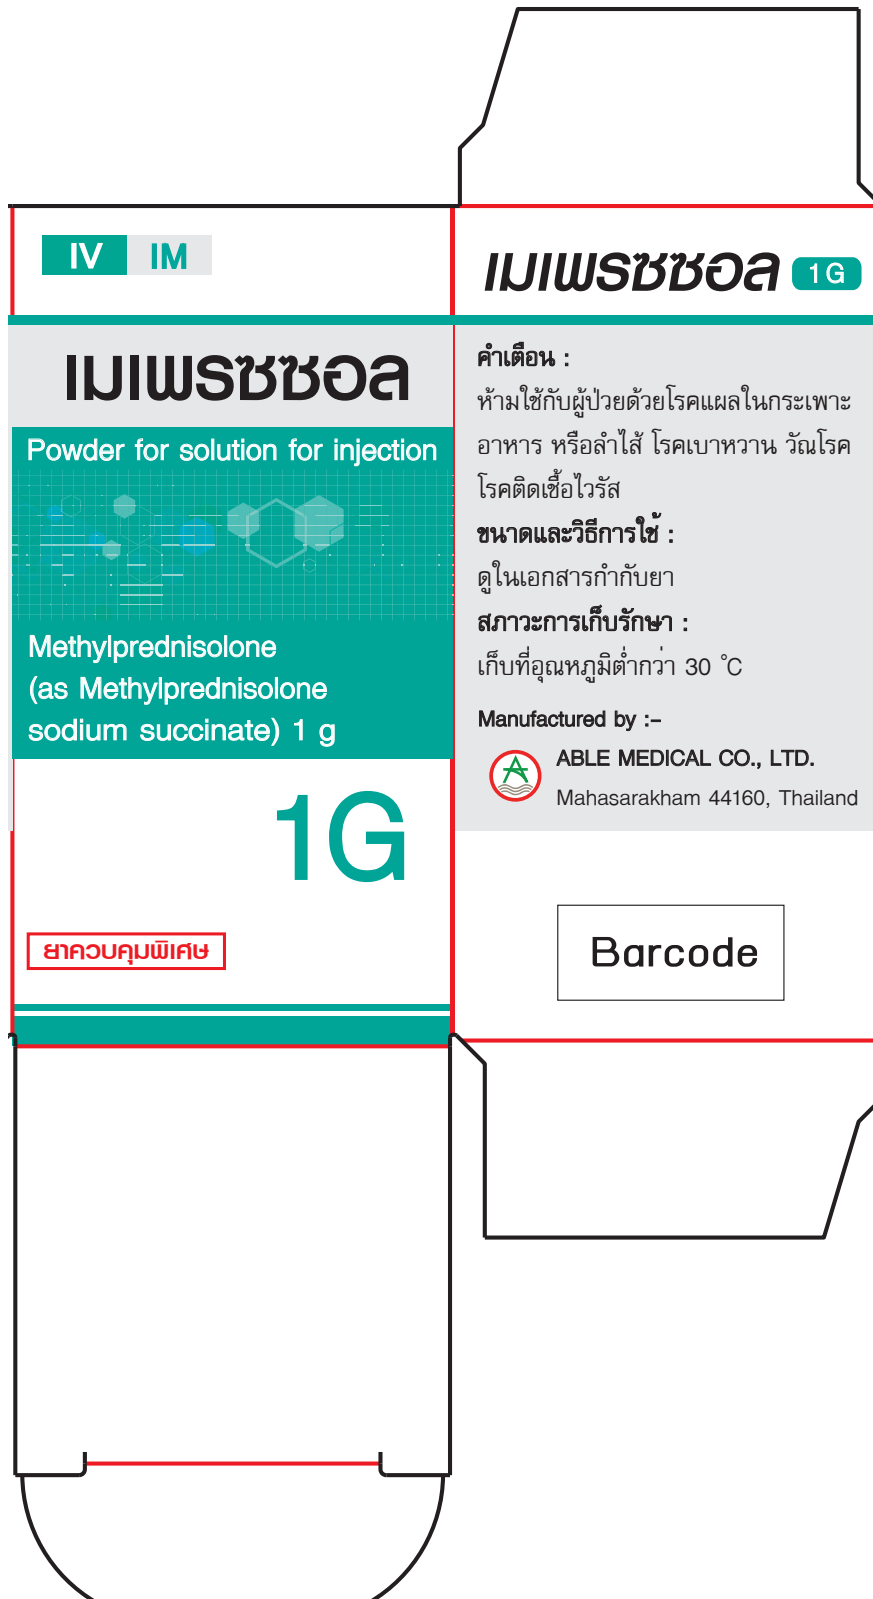 IV IM
เมเพรซซอล
Powder for solution for injection
Methylprednisolone
(as Methylprednisolone
sodium succinate) 1 g
1G
ยาควบคุมพิเศษ
เมเพรซซอล 1G
คำเตือน :
ห้ามใช้กับผู้ป่วยด้วยโรคแผลในกระเพาะ
อาหาร หรือลำไส้ โรคเบาหวาน วัณโรค
โรคติดเชื้อไวรัส
ขนาดและวิธีการใช้ :
ดูในเอกสารกำกับยา
สภาวะการเก็บรักษา :
เก็บที่อุณหภูมิต่ำกว่า 30 °C
Manufactured by :-
ABLE MEDICAL CO., LTD.
Mahasarakham 44160, Thailand
Barcode